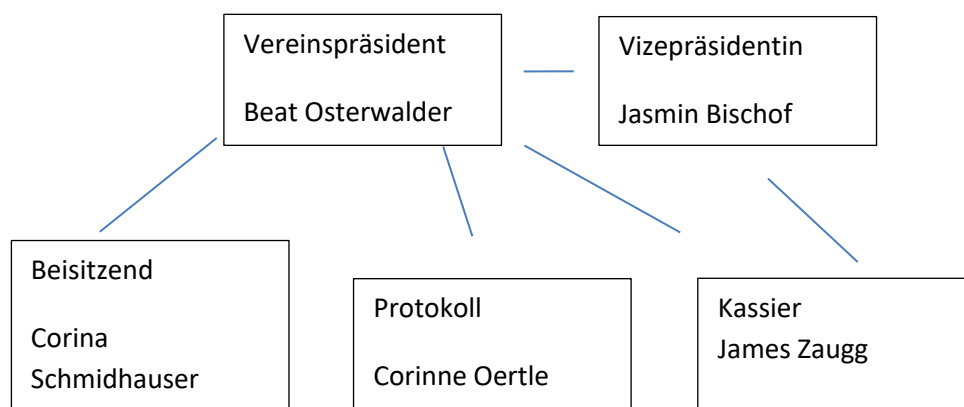 Vereinspräsident
Beat Osterwalder
Vizepräsidentin
Jasmin Bischof
Beisitzend
Corina
Schmidhauser
Protokoll
Corinne Oertle
Kassier
James Zaugg